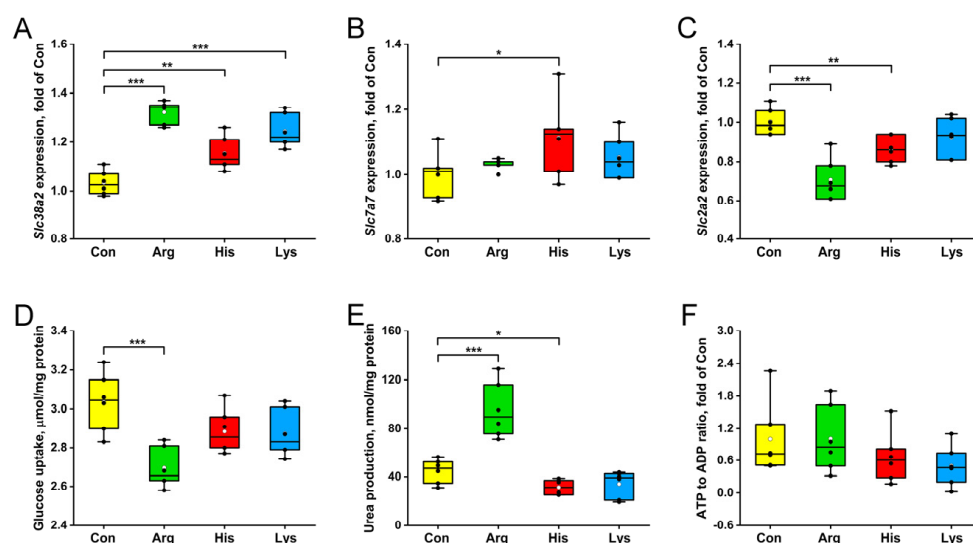 A
Slc38a2 expression, fold of Con
1.6
1.4
1.2
1.0
0.8
***
**
***
Con Arg His Lys
B
Slc7a7 expression, fold of Con
1.4
1.2
1.0
0.8
*
Con Arg His Lys
C
Slc2a2 expression, fold of Con
1.4
1.2
1.0
0.8
0.6
0.4
**
***
Con Arg His Lys
D
Glucose uptake, μmol/mg protein
3.4
3.2
3.0
2.8
2.6
2.4
***
Con Arg His Lys
E
Urea production, nmol/mg protein
160
120
80
40
0
*
***
Con Arg His Lys
F
ATP to ADP ratio, fold of Con
3.0
2.4
1.8
1.2
0.6
0.0
-0.6
Con Arg His Lys